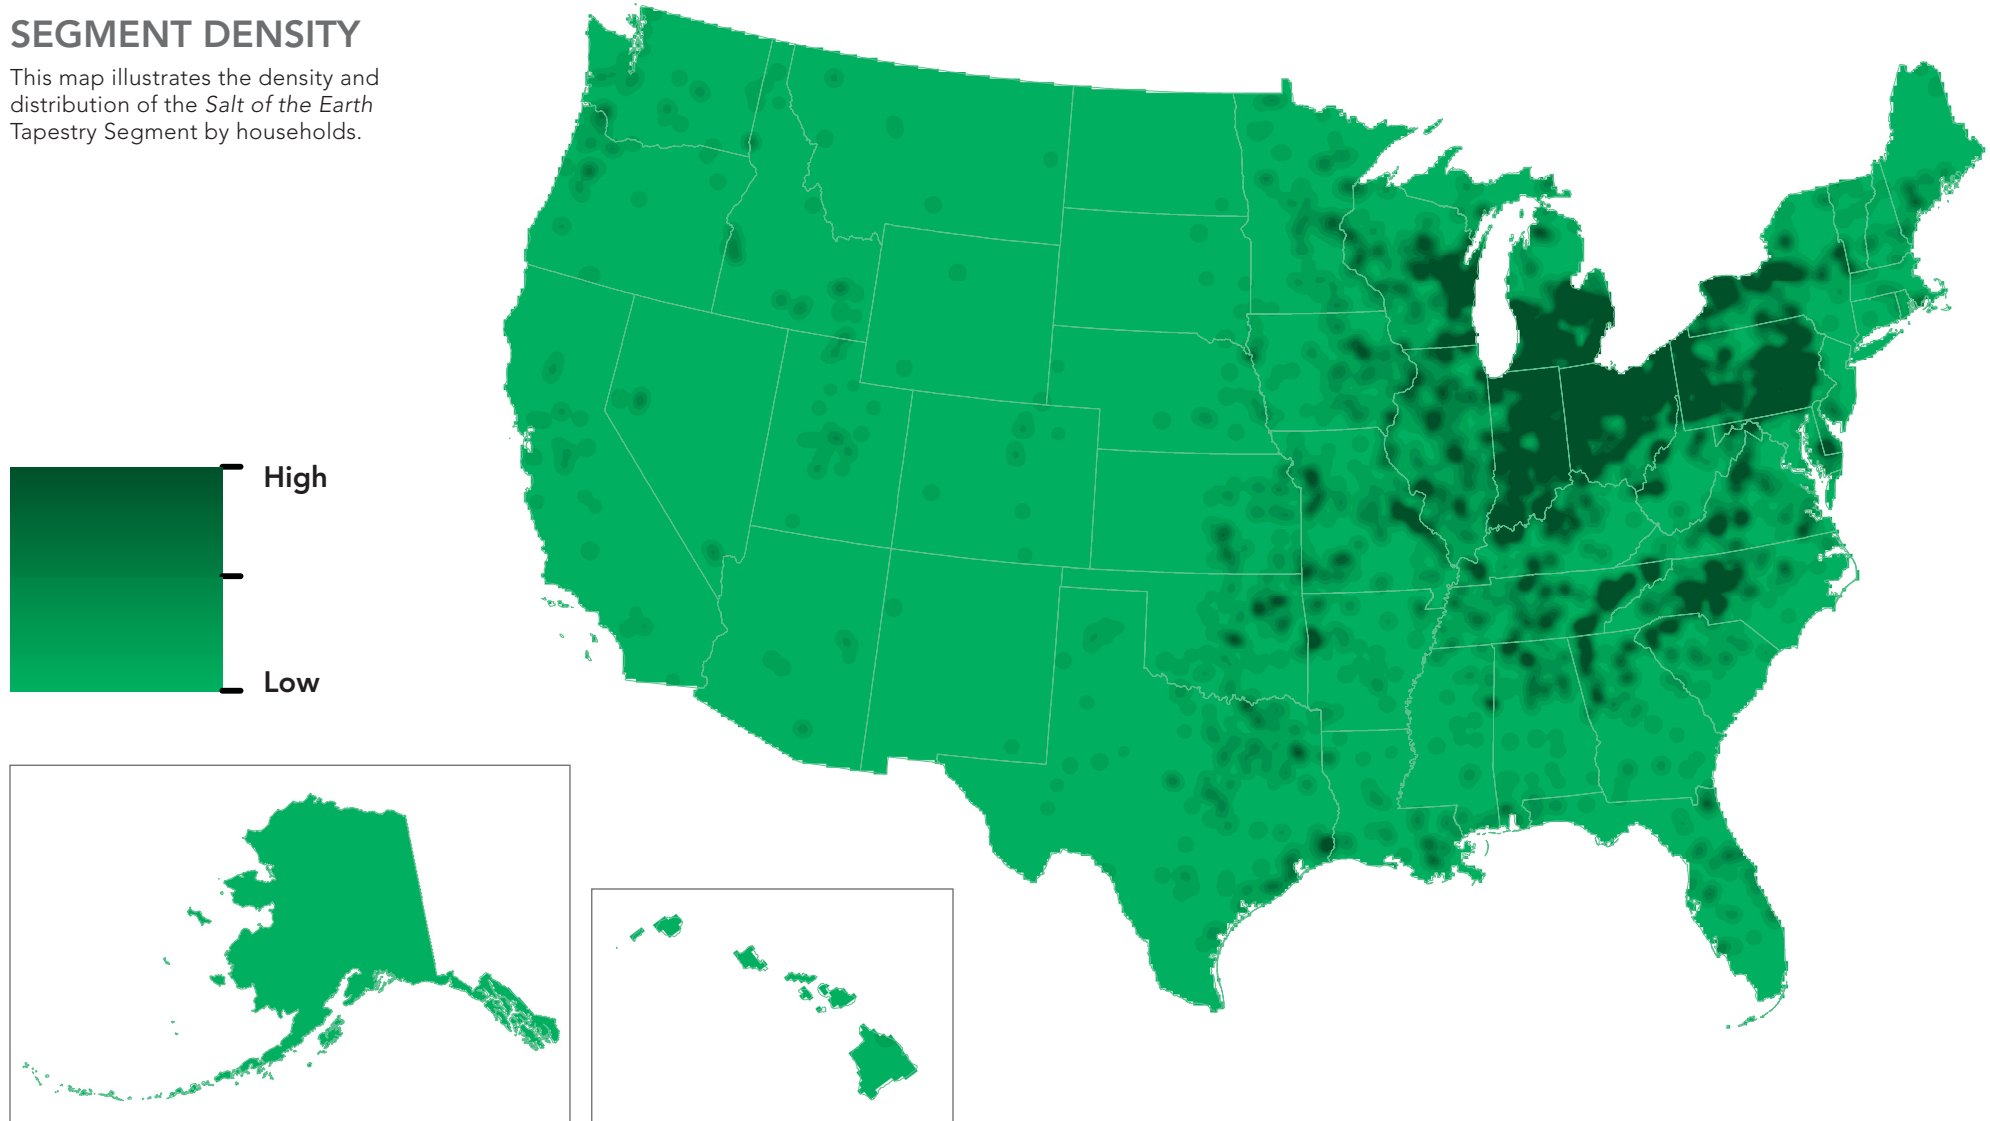 SEGMENT DENSITY
This map illustrates the density and
distribution of the Salt of the Earth
Tapestry Segment by households.
High
Low